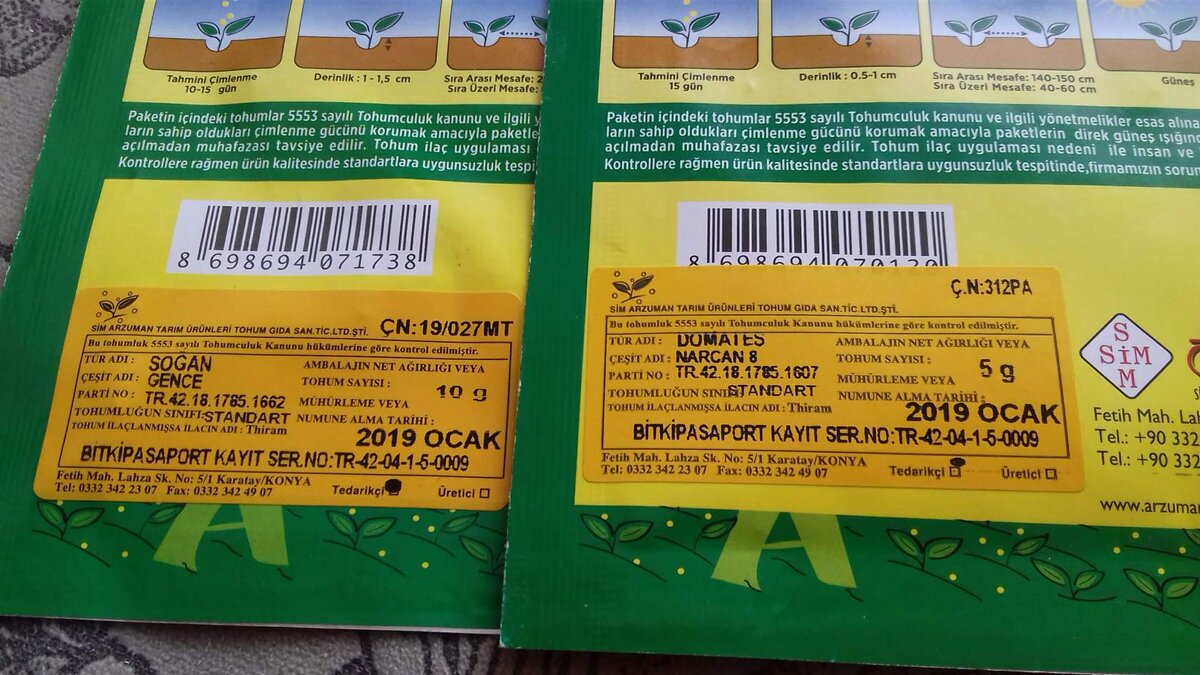 Tahmini Çimlenme
10-15 gün
Derinlik : 1 - 1,5 cm
Sıra Arası Mesafe: 2
Sıra Üzeri Mesafe:
Paketin içindeki tohumlar 5553 sayılı Tohumculuk kanunu ve ilgili y
ların sahip oldukları çimlenme gücünü korumak amacıyla paketle
açılmadan muhafazası tavsiye edilir. Tohum ilaç uygulaması
Kontrollere rağmen ürün kalitesinde standartlara uygunsuzluk tespi
8 698694 071738
SİM ARZUMAN TARIM ÜRÜNLERİ TOHUM GIDA SAN.TİC.LTD.ŞTİ.
ÇN:19/027MT
Bu tohumluk 5553 sayılı Tohumculuk Kanunu hükümlerine göre kontrol edilmiştir.
TÜR ADI : SOĞAN
ÇEŞİT ADI : GENCE
PARTİ NO : TR.42.18.1785.1662
TOHUMLUĞUN SINIFI:STANDART
TOHUM İLAÇLANMIŞSA İLACIN ADI : Thiram
AMBALAJIN NET AĞIRLIĞI VEYA
TOHUM SAYISI : 10 g
MÜHÜRLEME VEYA
NUMUNE ALMA TARİHİ :
2019 OCAK
BİTKİPASAPORT KAYIT SER.NO:TR-42-04-1-5-0009
Fetih Mah. Lahza Sk. No: 5/1 Karatay/KONYA
Tel: 0332 342 23 07 Fax: 0332 342 49 07
Tedarikçi
Üretici
Tahmini Çimlenme
15 gün
Derinlik : 0.5-1 cm
Sıra Arası Mesafe: 140-150 cm
Sıra Üzeri Mesafe: 40-60 cm
Güneş
Paketin içindeki tohumlar 5553 sayılı Tohumculuk kanunu ve ilgili yönetmelikler esas alına
ların sahip oldukları çimlenme gücünü korumak amacıyla paketlerin direk güneş ışığınd
açılmadan muhafazası tavsiye edilir. Tohum ilaç uygulaması nedeni ile insan ve
Kontrollere rağmen ürün kalitesinde standartlara uygunsuzluk tespitinde,firmamızın sorum
8 698694 070120
SİM ARZUMAN TARIM ÜRÜNLERİ TOHUM GIDA SAN.TİC.LTD.ŞTİ.
Ç.N:312PA
Bu tohumluk 5553 sayılı Tohumculuk Kanunu hükümlerine göre kontrol edilmiştir.
TÜR ADI : DOMATES
ÇEŞİT ADI : NARCAN 8
PARTİ NO : TR.42.18.1785.1607
TOHUMLUĞUN SINIFI STANDART
TOHUM İLAÇLANMIŞSA İLACIN ADI : Thiram
AMBALAJIN NET AĞIRLIĞI VEYA
TOHUM SAYISI : 5 g
MÜHÜRLEME VEYA
NUMUNE ALMA TARİHİ :
2019 OCAK
BİTKİPASAPORT KAYIT SER.NO:TR-42-04-1-5-0009
Fetih Mah. Lahza Sk. No: 5/1 Karatay/KONYA
Tel: 0332 342 23 07 Fax: 0332 342 49 07
Tedarikçi
Üretici
SİM
SİM
Fetih Mah. Lah
Tel.: +90 332
Tel.: +90 332
www.arzuma
A
A